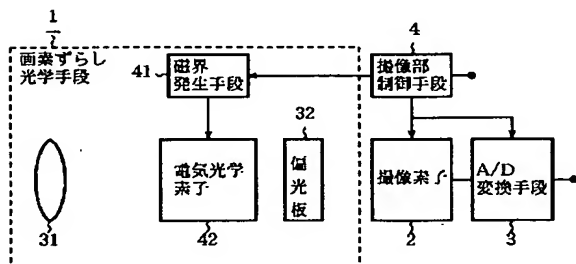 1
画素ずらし
光学手段
41
磁界
発生手段
4
撮像部
制御手段
32
電気光学
素子
偏
光
板
撮像素子
A/D
変換手段
31
42
2
3